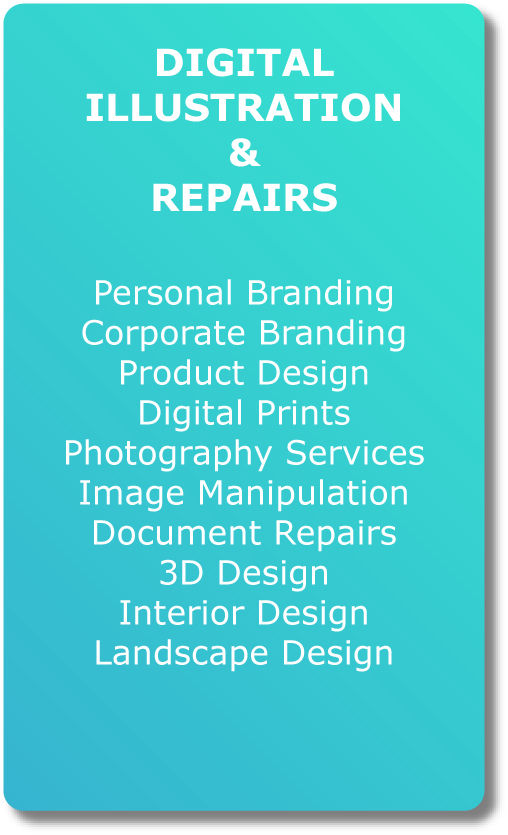 DIGITAL
ILLUSTRATION
&
REPAIRS
Personal Branding
Corporate Branding
Product Design
Digital Prints
Photography Services
Image Manipulation
Document Repairs
3D Design
Interior Design
Landscape Design